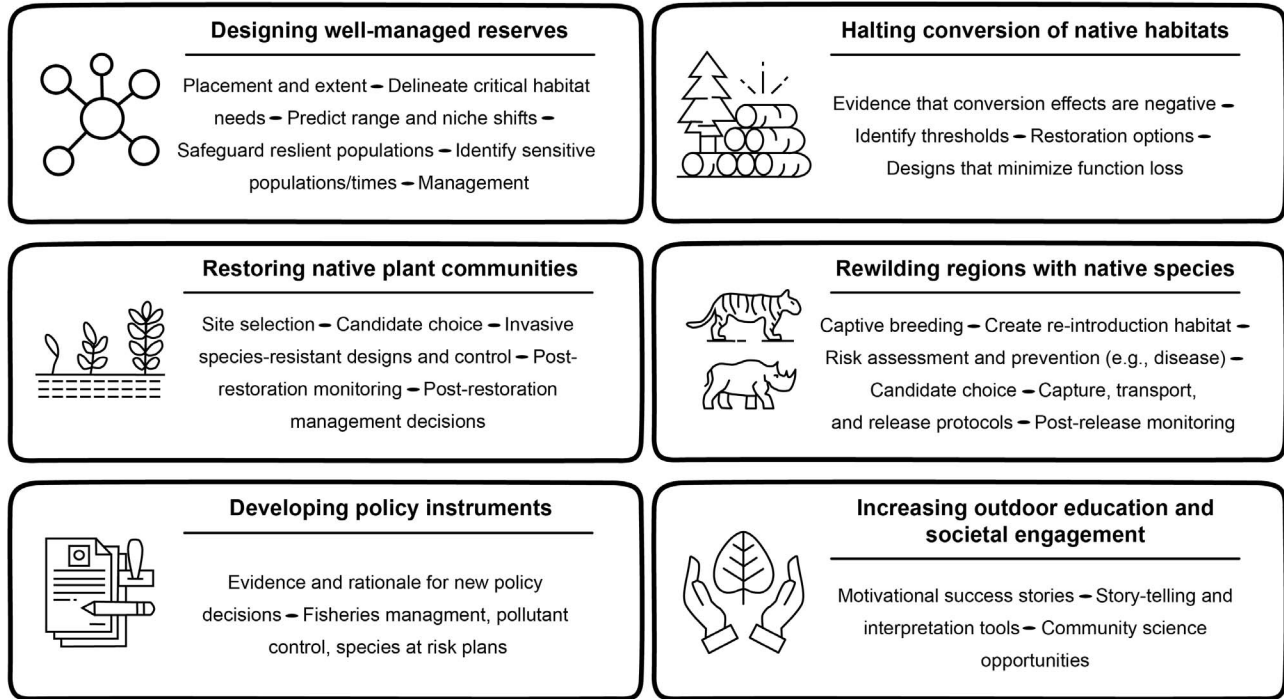 Designing well-managed reserves
Placement and extent – Delineate critical habitat
needs – Predict range and niche shifts –
Safeguard reslient populations – Identify sensitive
populations/times – Management
Halting conversion of native habitats
Evidence that conversion effects are negative –
Identify thresholds – Restoration options –
Designs that minimize function loss
Restoring native plant communities
Site selection – Candidate choice – Invasive
species-resistant designs and control – Post-
restoration monitoring – Post-restoration
management decisions
Rewilding regions with native species
Captive breeding – Create re-introduction habitat –
Risk assessment and prevention (e.g., disease) –
Candidate choice – Capture, transport,
and release protocols – Post-release monitoring
Developing policy instruments
Evidence and rationale for new policy
decisions – Fisheries managment, pollutant
control, species at risk plans
Increasing outdoor education and
societal engagement
Motivational success stories – Story-telling and
interpretation tools – Community science
opportunities